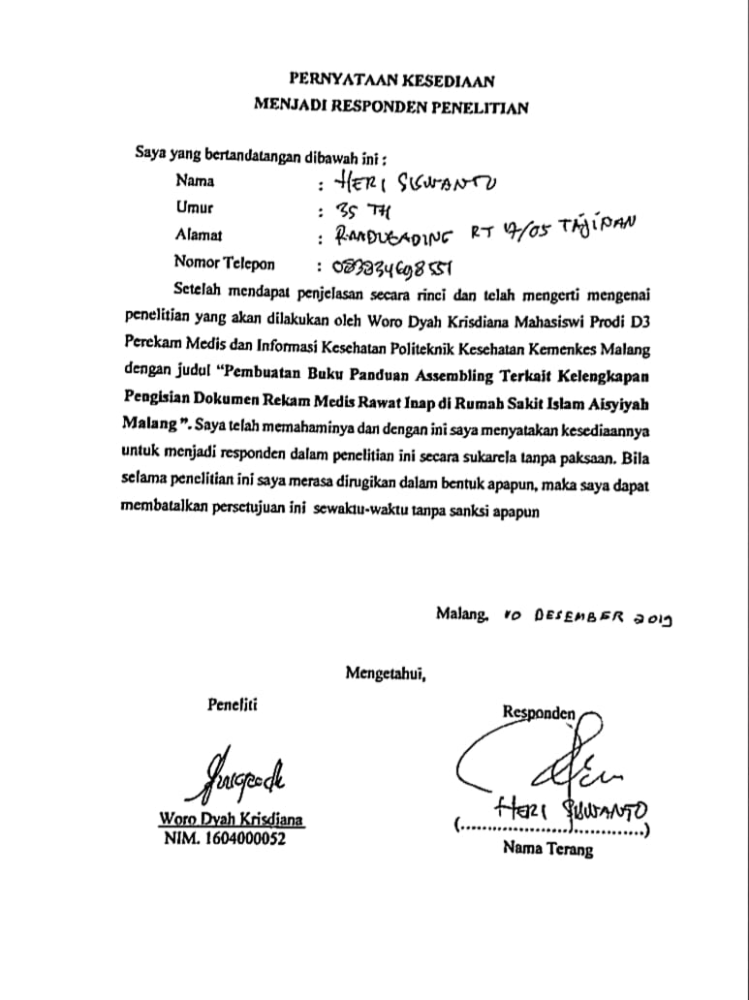 PERNYATAAN KESEDIAAN
MENJADI RESPONDEN PENELITIAN
Saya yang bertandatangan dibawah ini :
Nama : HERI SISWANTO
Umur : 35 TH
Alamat : RANDUGADING RT 17/05 TAJINAN
Nomor Telepon :
Setelah mendapat penjelasan secara rinci dan telah mengerti mengenai
penelitian yang akan dilakukan oleh Woro Dyah Krisdiana Mahasiswi Prodi D3
Perekam Medis dan Informasi Kesehatan Politeknik Kesehatan Kemenkes Malang
dengan judul “Pembuatan Buku Panduan Assembling Terkait Kelengkapan
Pengisian Dokumen Rekam Medis Rawat Inap di Rumah Sakit Islam Aisyiyah
Malang”. Saya telah memahaminya dan dengan ini saya menyatakan kesediaannya
untuk menjadi responden dalam penelitian ini secara sukarela tanpa paksaan. Bila
selama penelitian ini saya merasa dirugikan dalam bentuk apapun, maka saya dapat
membatalkan persetujuan ini sewaktu-waktu tanpa sanksi apapun
Malang, 10 DESEMBER 2019
Mengetahui,
Peneliti
Responden
HERI SISWANTO
Woro Dyah Krisdiana
(..........................................)
NIM. 1604000052
Nama Terang